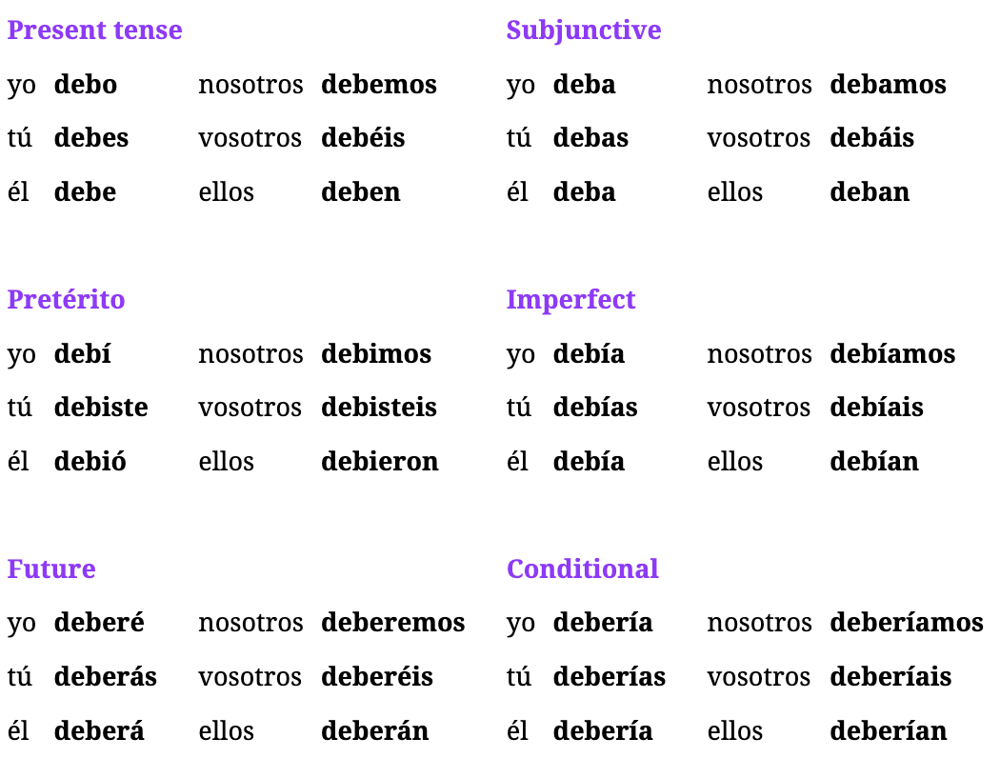 Present tense
yo debo nosotros debemos
tú debes vosotros debéis
él debe ellos deben
Subjunctive
yo deba nosotros debamos
tú debas vosotros debáis
él deba ellos deban
Pretérito
yo debí nosotros debimos
tú debiste vosotros debisteis
él debió ellos debieron
Imperfect
yo debía nosotros debíamos
tú debías vosotros debíais
él debía ellos debían
Future
yo deberé nosotros deberemos
tú deberás vosotros deberéis
él deberá ellos deberán
Conditional
yo debería nosotros deberíamos
tú deberías vosotros deberíais
él debería ellos deberían